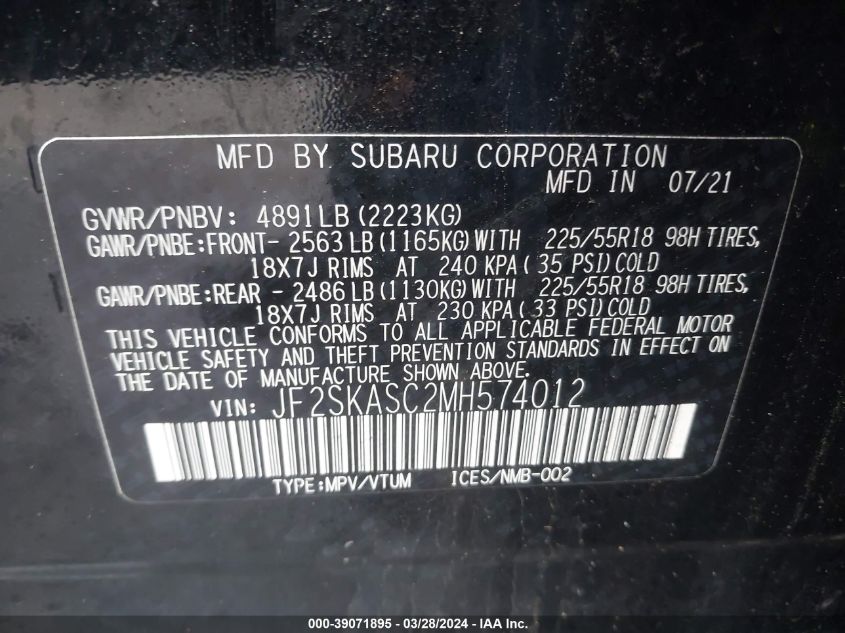 MFD BY SUBARU CORPORATION
MFD IN 07/21
GVWR/PNBV: 4891LB (2223KG)
GAWR/PNBE:FRONT- 2563LB(1165KG)WITH 225/55R18 98H TIRES,
18X7J RIMS AT 240 KPA( 35 PSI)COLD
GAWR/PNBE:REAR - 2486LB(1130KG)WITH 225/55R18 98H TIRES,
18X7J RIMS AT 230 KPA( 33 PSI)COLD
THIS VEHICLE CONFORMS TO ALL APPLICABLE FEDERAL MOTOR
VEHICLE SAFETY AND THEFT PREVENTION STANDARDS IN EFFECT ON
THE DATE OF MANUFACTURE SHOWN ABOVE.
VIN: JF2SKASC2MH574012
TYPE:MPV/VTUM ICES/NMB-002
000-39071895 - 03/28/2024 - IAA Inc.